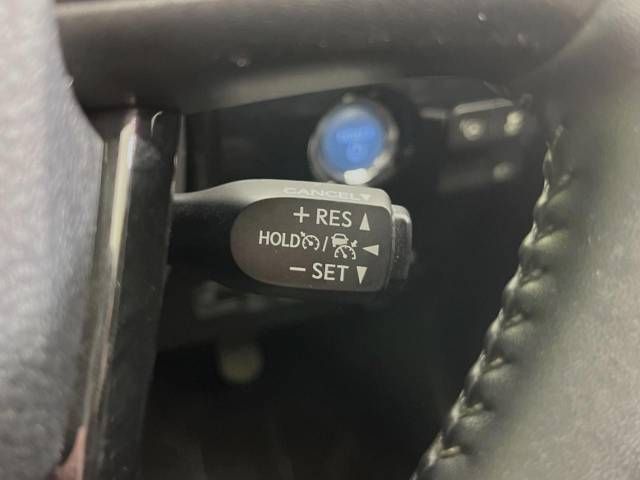 CANCEL▼
+ RES ▲
HOLD / ◀
− SET ▼